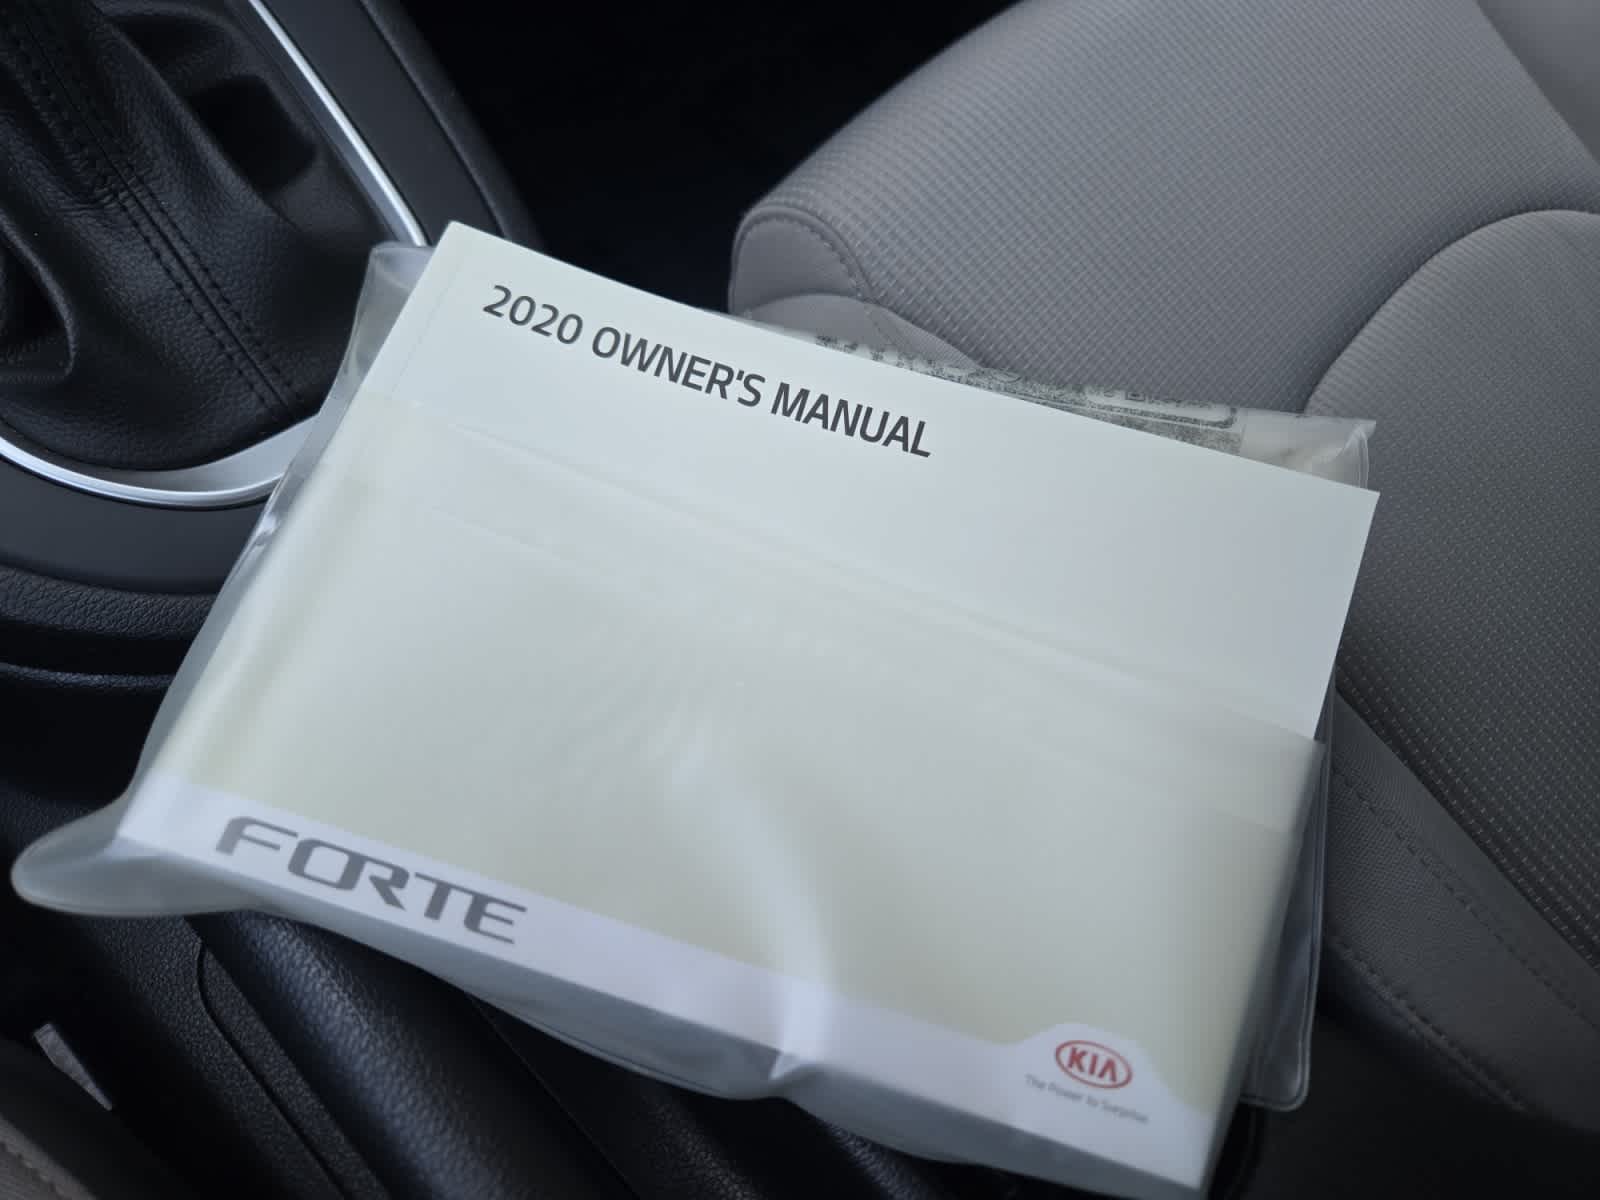 2020 OWNER'S MANUAL
FORTE
KIA
The Power to Surprise